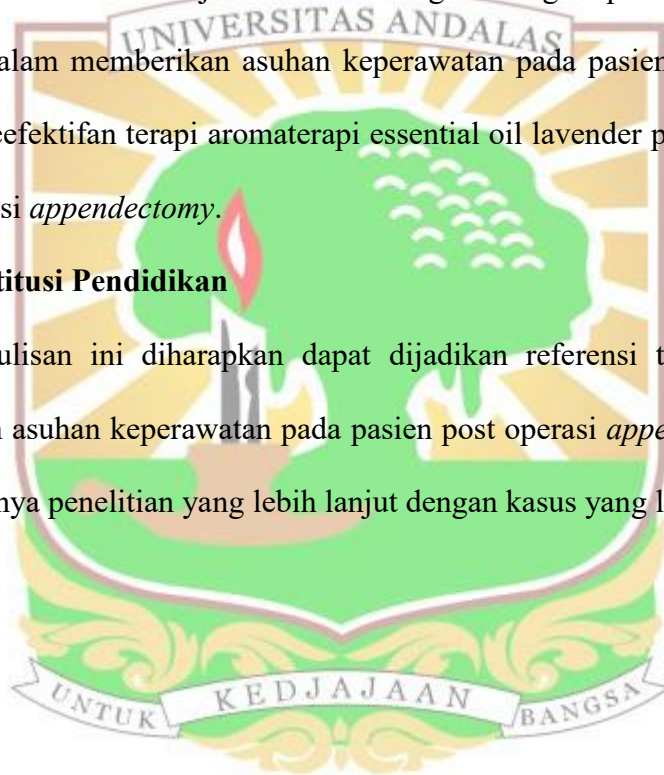 UNIVERSITAS ANDALAS
dalam memberikan asuhan keperawatan pada pasien
efektifan terapi aromaterapi essential oil lavender
si appendectomy.
titusi Pendidikan
ulisan ini diharapkan dapat dijadikan referensi
asuhan keperawatan pada pasien post operasi
nya penelitian yang lebih lanjut dengan kasus yang
UNTUK KEDJAJAAN BANGSA